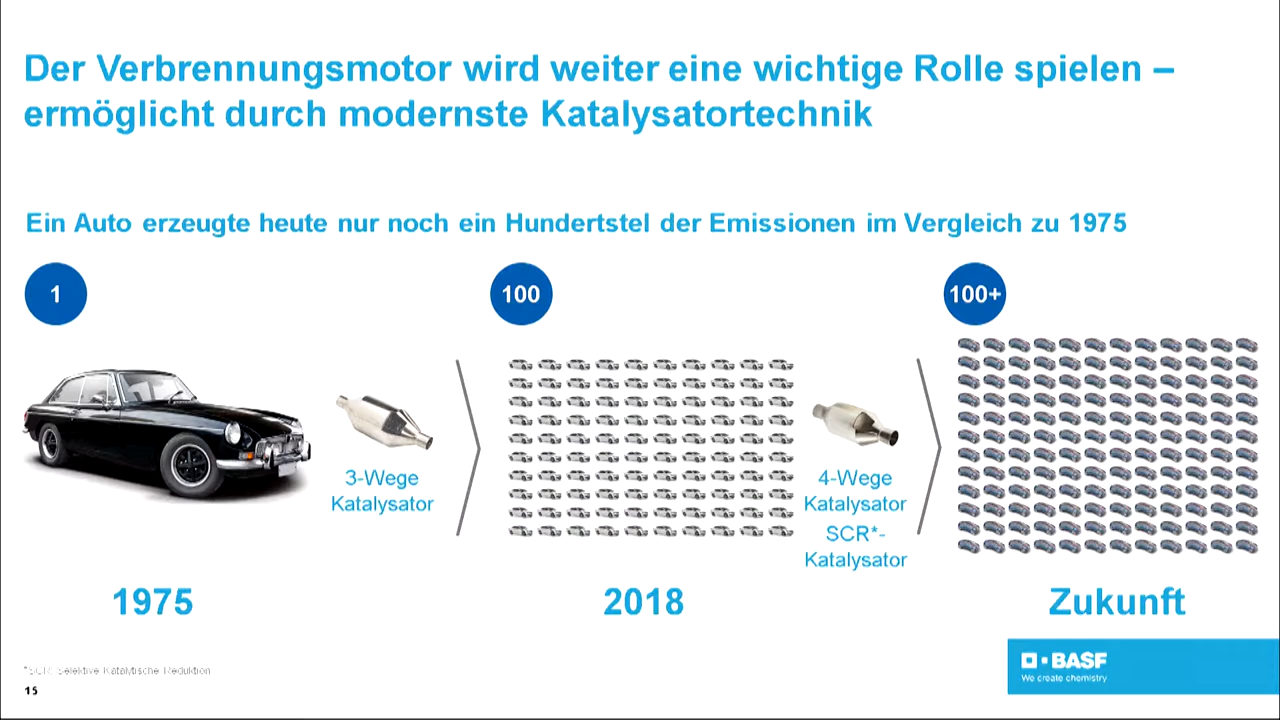 Der Verbrennungsmotor wird weiter eine wichtige Rolle spielen –
ermöglicht durch modernste Katalysatortechnik
Ein Auto erzeugte heute nur noch ein Hundertstel der Emissionen im Vergleich zu 1975
1
100
100+
3-Wege
Katalysator
4-Wege
Katalysator
SCR*-
Katalysator
1975
2018
Zukunft
*SCR: Selektive Katalytische Reduktion
15
BASF
We create chemistry